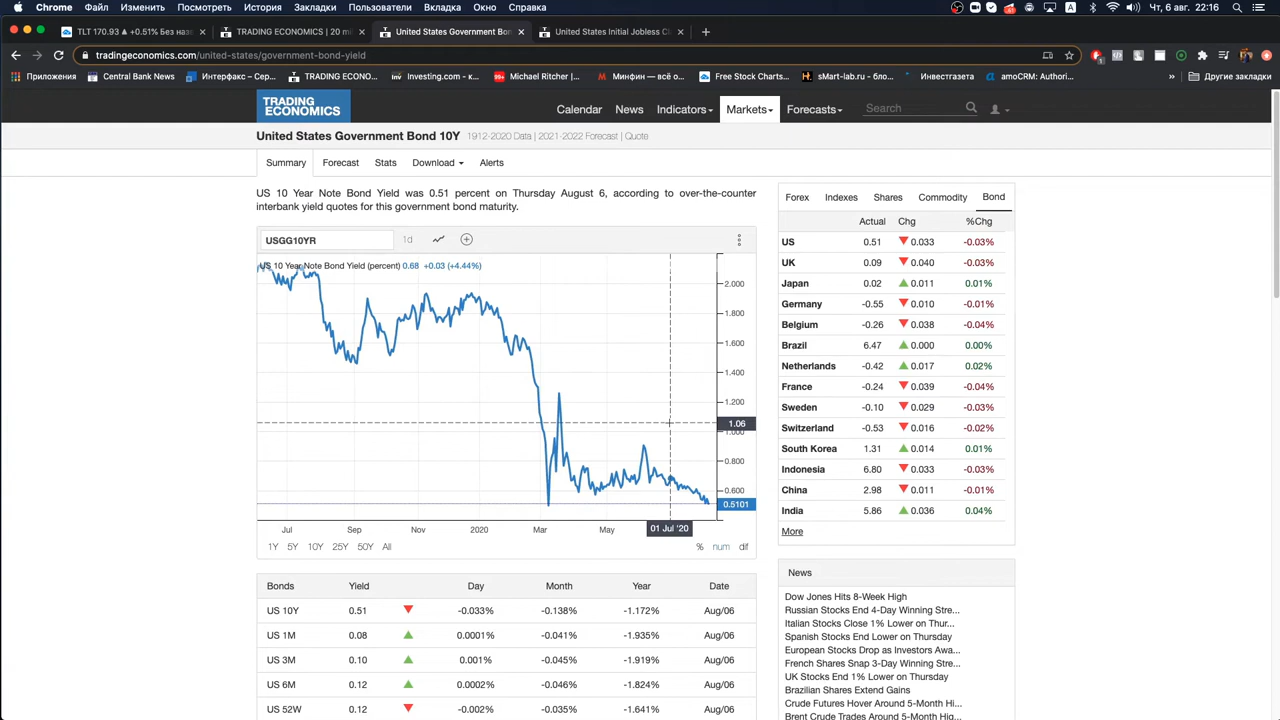 Chrome Файл Изменить Посмотреть История Закладки Пользователи Вкладка Окно Справка Чт, 6 авг. 22:16
TLT 170.93 ▲ +0.51% Без наз
TRADING ECONOMICS | 20 mi
United States Government Bon
United States Initial Jobless Cl
tradingeconomics.com/united-states/government-bond-yield
Приложения
Central Bank News
Интерфакс – Сер...
TRADING ECONO...
Investing.com - к...
Michael Ritcher |...
Минфин — всё о...
Free Stock Charts...
sMart-lab.ru - бло...
Инвестгазета
amoCRM: Authori...
»
Другие закладки
TRADING ECONOMICS
Calendar News Indicators Markets Forecasts Search
United States Government Bond 10Y 1912-2020 Data | 2021-2022 Forecast | Quote
Summary Forecast Stats Download Alerts
US 10 Year Note Bond Yield was 0.51 percent on Thursday August 6, according to over-the-counter
interbank yield quotes for this government bond maturity.
USGG10YR 1d
US 10 Year Note Bond Yield (percent) 0.68 +0.03 (+4.44%)
2.000
1.800
1.600
1.400
1.200
1.06
1.000
0.800
0.600
0.5101
Jul Sep Nov 2020 Mar May 01 Jul '20
1Y 5Y 10Y 25Y 50Y All % num dif
Bonds Yield Day Month Year Date
US 10Y 0.51 -0.033% -0.138% -1.172% Aug/06
US 1M 0.08 0.0001% -0.041% -1.935% Aug/06
US 3M 0.10 0.001% -0.045% -1.919% Aug/06
US 6M 0.12 0.0002% -0.046% -1.824% Aug/06
US 52W 0.12 -0.002% -0.035% -1.641% Aug/06
Forex Indexes Shares Commodity Bond
Actual Chg %Chg
US 0.51 0.033 -0.03%
UK 0.09 0.040 -0.03%
Japan 0.02 0.011 0.01%
Germany -0.55 0.010 -0.01%
Belgium -0.26 0.038 -0.04%
Brazil 6.47 0.000 0.00%
Netherlands -0.42 0.017 0.02%
France -0.24 0.039 -0.04%
Sweden -0.10 0.029 -0.03%
Switzerland -0.53 0.016 -0.02%
South Korea 1.31 0.014 0.01%
Indonesia 6.80 0.033 -0.03%
China 2.98 0.011 -0.01%
India 5.86 0.036 0.04%
More
News
Dow Jones Hits 8-Week High
Russian Stocks End 4-Day Winning Stre...
Italian Stocks Close 1% Lower on Thur...
Spanish Stocks End Lower on Thursday
European Stocks Drop as Investors Awa...
French Shares Snap 3-Day Winning Stre...
UK Stocks End 1% Lower on Thursday
Brazilian Shares Extend Gains
Crude Futures Hover Around 5-Month Hi...
Brent Crude Trades Around 5-Month Hig...